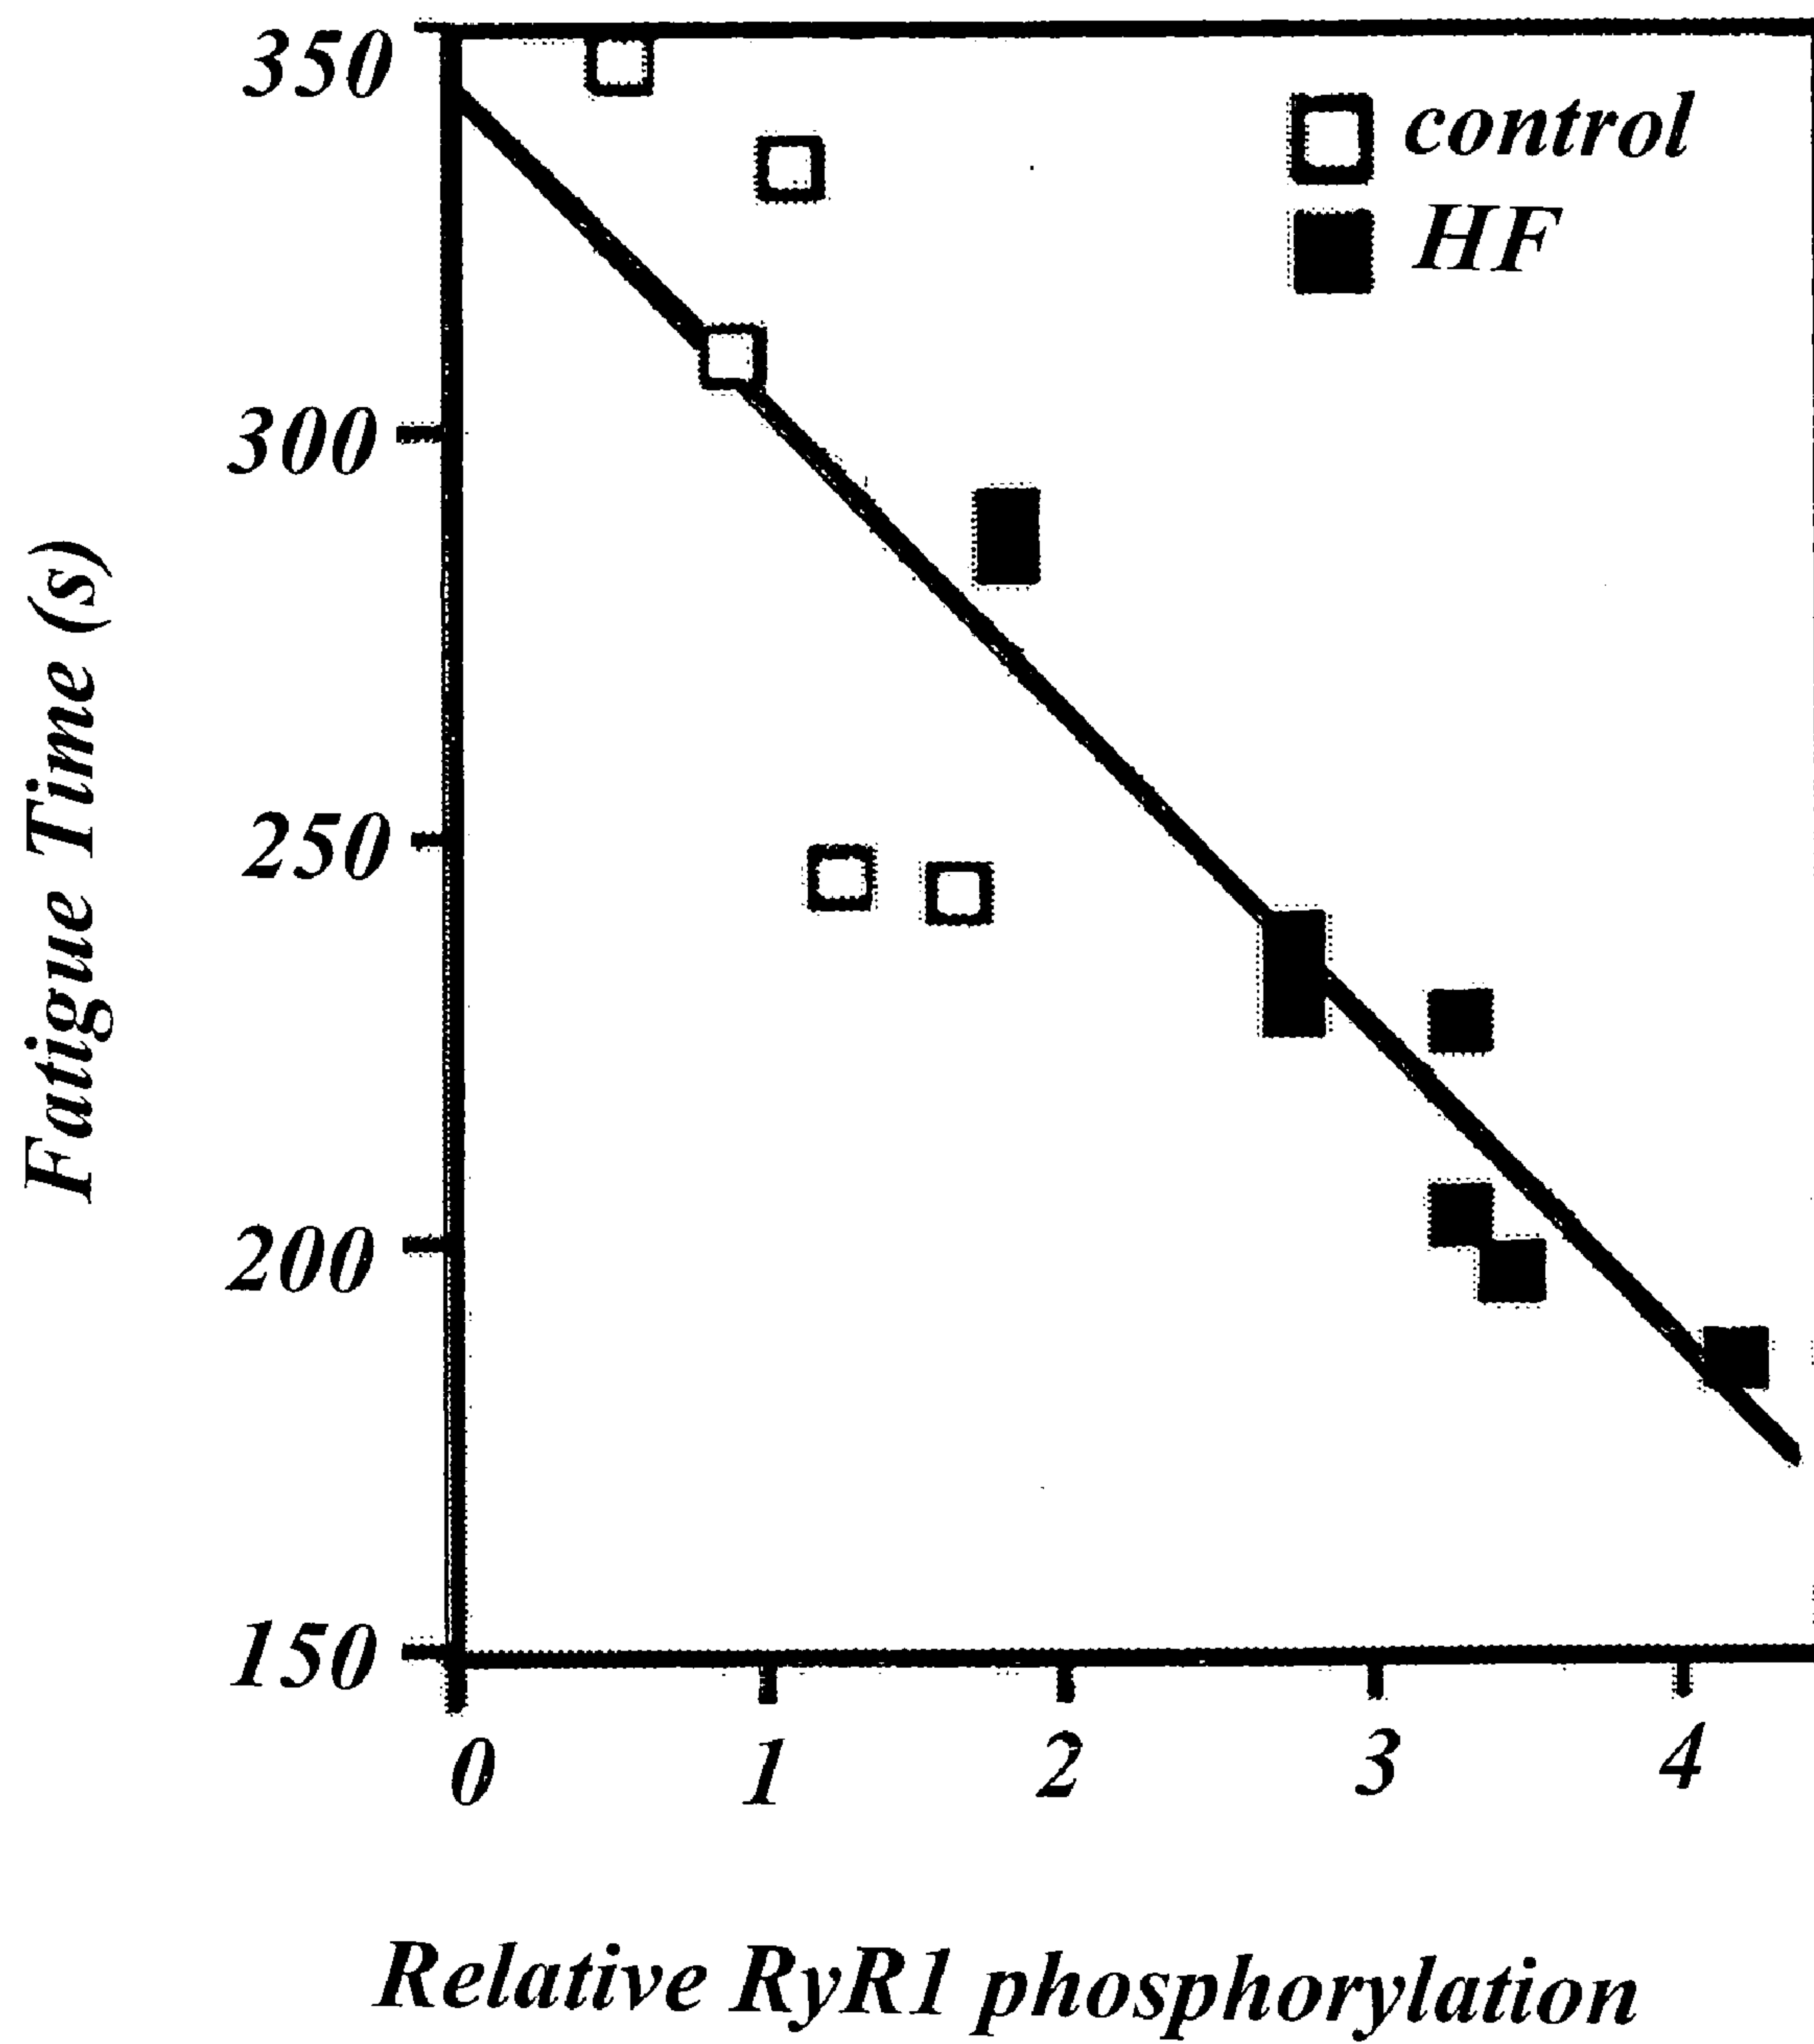 350
control
HF
300
250
200
150
Fatigue Time (s)
0 1 2 3 4
Relative RyR1 phosphorylation